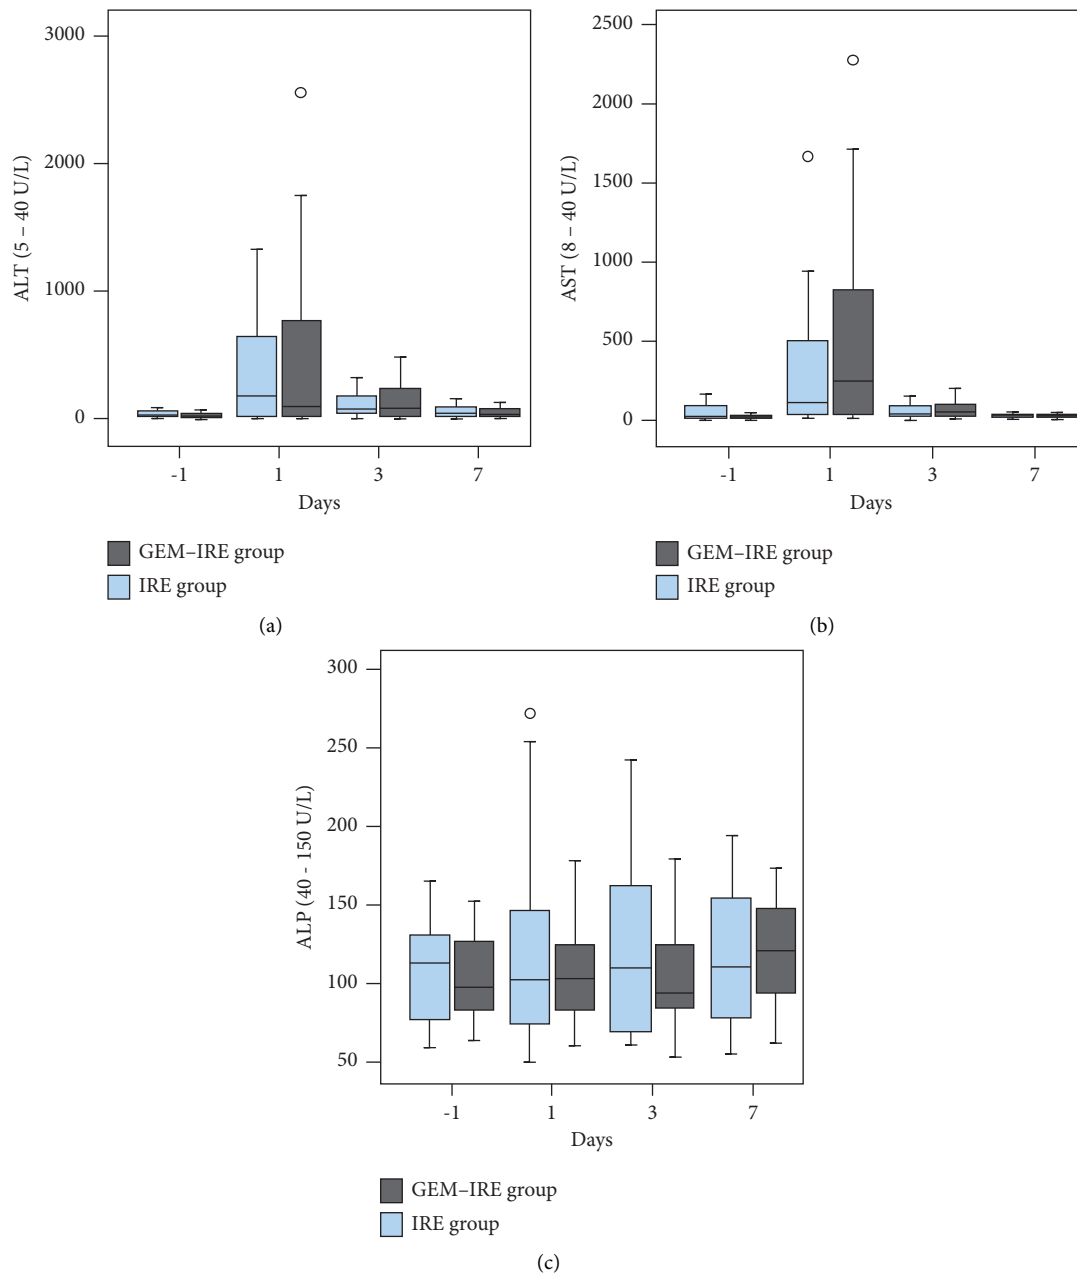 3000
2000
1000
0
ALT (5 – 40 U/L)
-1 1 3 7
Days
GEM–IRE group
IRE group
(a)
2500
2000
1500
1000
500
0
AST (8 – 40 U/L)
-1 1 3 7
Days
GEM–IRE group
IRE group
(b)
300
250
200
150
100
50
ALP (40 - 150 U/L)
-1 1 3 7
Days
GEM–IRE group
IRE group
(c)